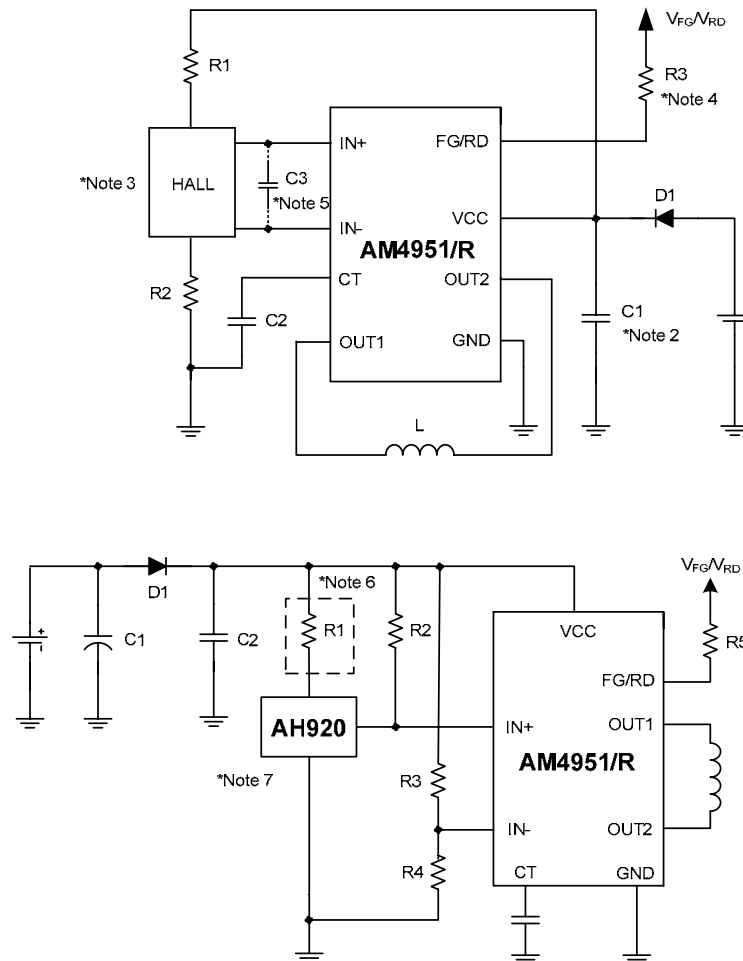 VFG/VRD
R1
R3
*Note 4
IN+
FG/RD
*Note 3
HALL
C3
*Note 5
D1
VCC
IN-
AM4951/R
R2
CT
OUT2
C1
*Note 2
C2
OUT1
GND
L
*Note 6
VFG/VRD
D1
C1
C2
R1
R2
VCC
R5
FG/RD
AH920
IN+
OUT1
*Note 7
AM4951/R
R3
IN-
OUT2
R4
CT
GND